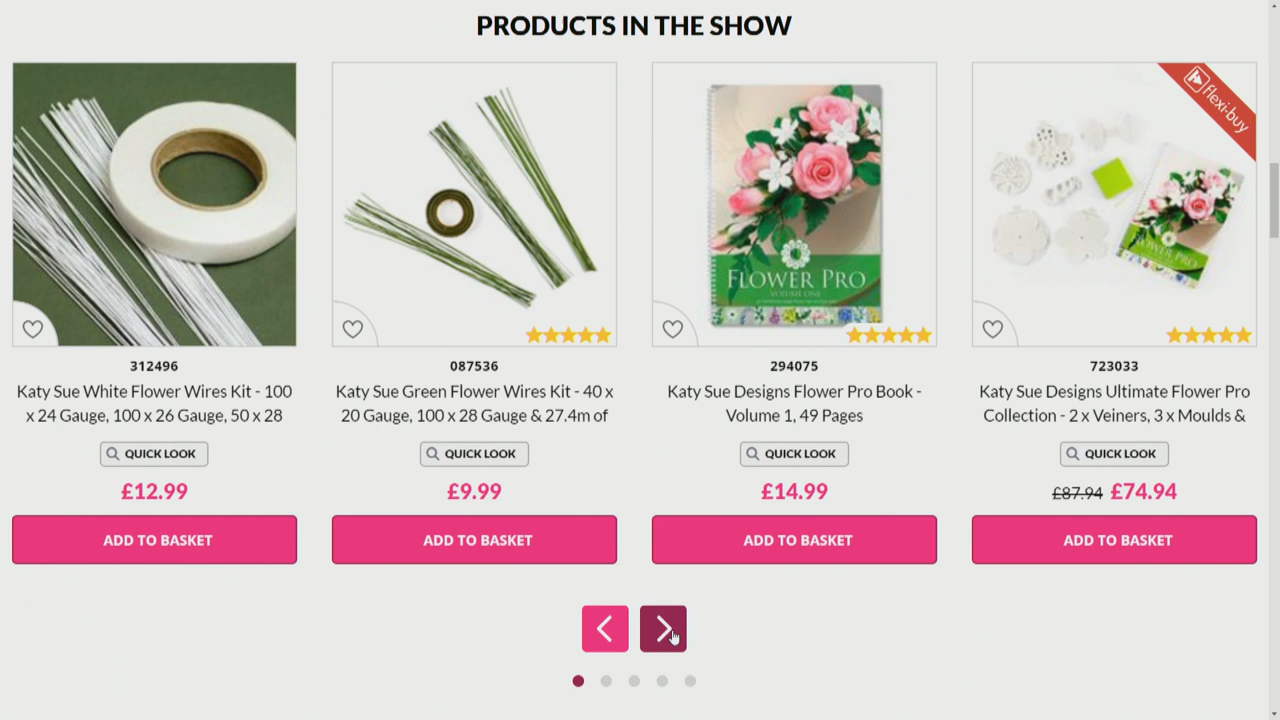 PRODUCTS IN THE SHOW
flexi-buy
FLOWER PRO
VOLUME ONE
FLOWER PRO
312496
Katy Sue White Flower Wires Kit - 100
x 24 Gauge, 100 x 26 Gauge, 50 x 28
QUICK LOOK
£12.99
ADD TO BASKET
087536
Katy Sue Green Flower Wires Kit - 40 x
20 Gauge, 100 x 28 Gauge & 27.4m of
QUICK LOOK
£9.99
ADD TO BASKET
294075
Katy Sue Designs Flower Pro Book -
Volume 1, 49 Pages
QUICK LOOK
£14.99
ADD TO BASKET
723033
Katy Sue Designs Ultimate Flower Pro
Collection - 2 x Veiners, 3 x Moulds &
QUICK LOOK
£87.94 £74.94
ADD TO BASKET